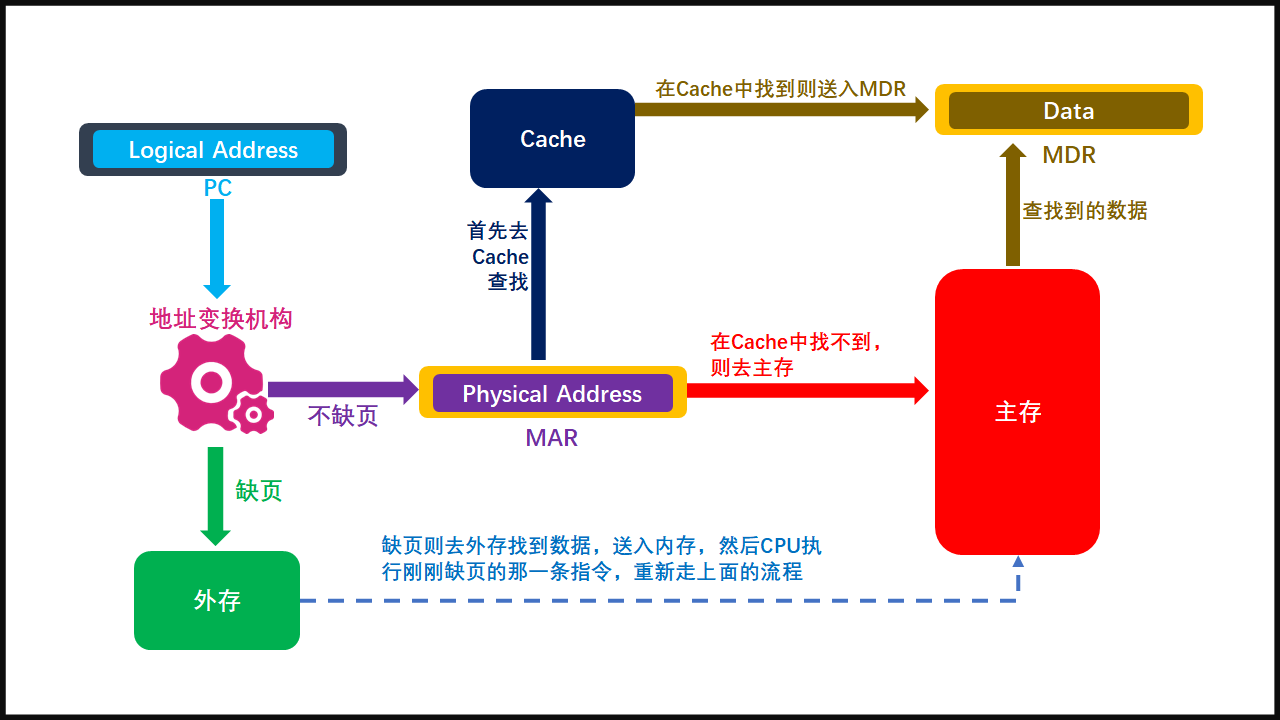 在Cache中找到则送入MDR
Cache
Data
MDR
Logical Address
PC
首先去
Cache
查找
查找到的数据
地址变换机构
在Cache中找不到，
则去主存
不缺页
Physical Address
MAR
主存
缺页
缺页则去外存找到数据，送入内存，然后CPU执
行刚刚缺页的那一条指令，重新走上面的流程
外存